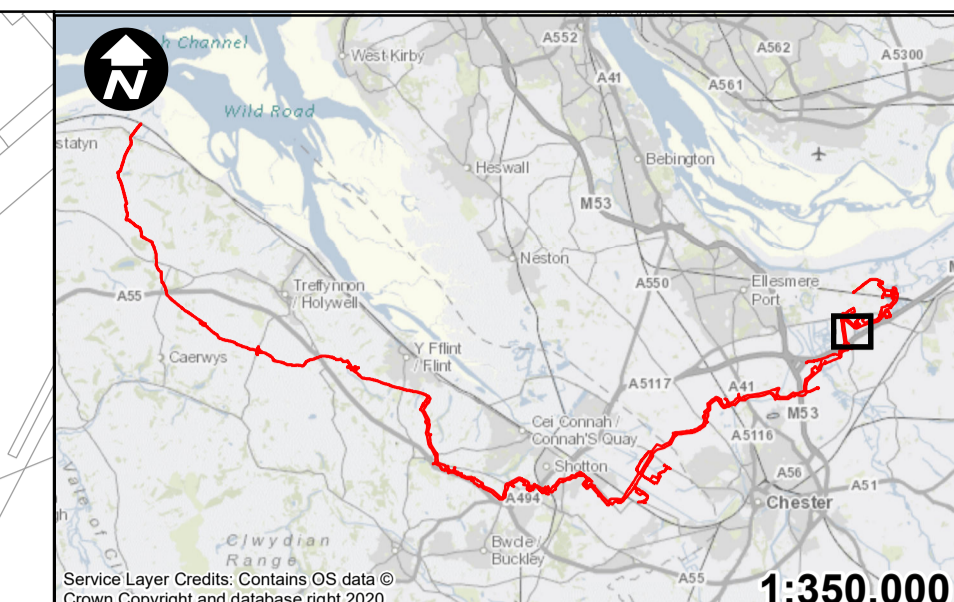 N
h Channel
Wild Road
West Kirby
A552
A562
A5300
A41
A561
statyn
Heswall
Bebington
M53
Neston
A550
Ellesmere
Port
Treffynnon
/ Holywell
A55
Caerwys
Y Fflint
/ Flint
A5117
A41
M53
A5116
Cei Connah /
Connah'S Quay
Shotton
A56
A51
A494
Chester
Clwydian
Range
Bwcle /
Buckley
A55
Service Layer Credits: Contains OS data ©
Crown Copyright and database right 2020
1:350,000